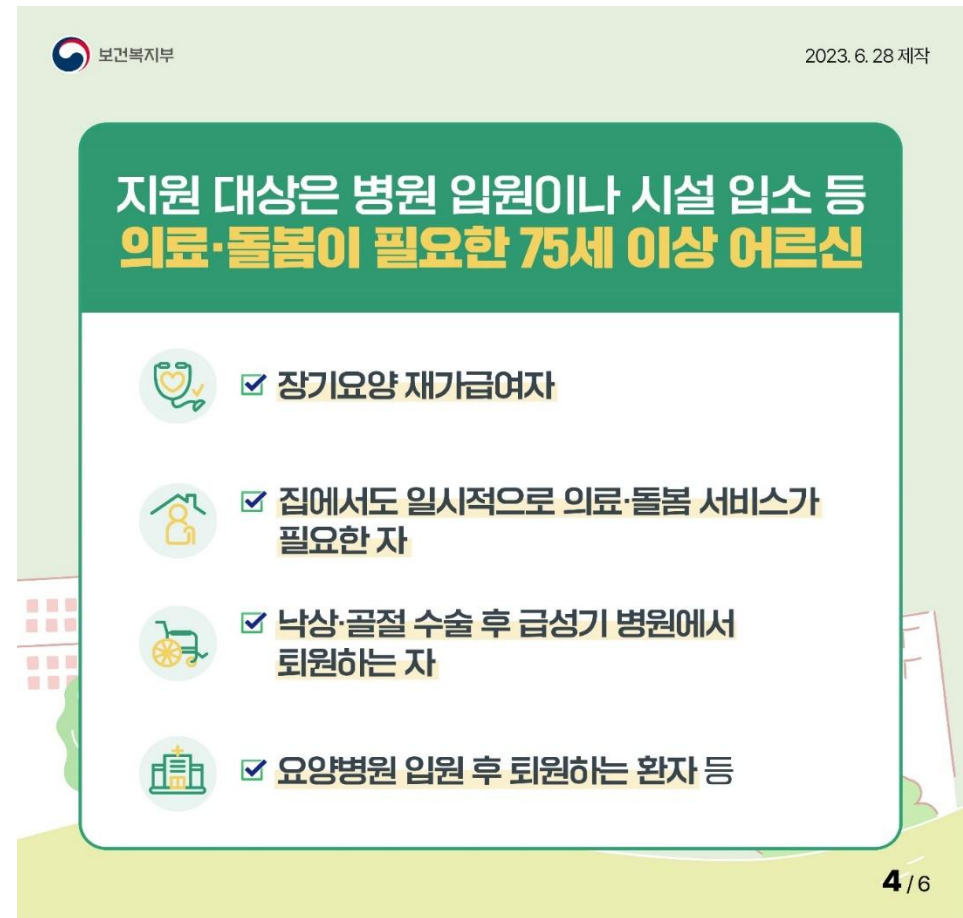 보건복지부
2023. 6. 28 제작
지원 대상은 병원 입원이나 시설 입소 등
의료·돌봄이 필요한 75세 이상 어르신
장기요양 재가급여자
집에서도 일시적으로 의료·돌봄 서비스가
필요한 자
낙상·골절 수술 후 급성기 병원에서
퇴원하는 자
요양병원 입원 후 퇴원하는 환자 등
4 / 6